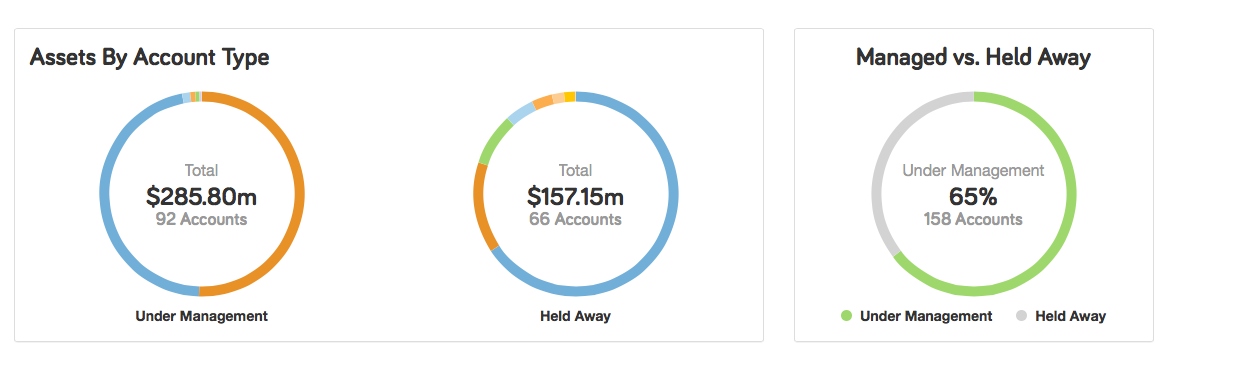 Assets By Account Type
Total
$285.80m
92 Accounts
Under Management
Total
$157.15m
66 Accounts
Held Away
Managed vs. Held Away
Under Management
65%
158 Accounts
Under Management
Held Away